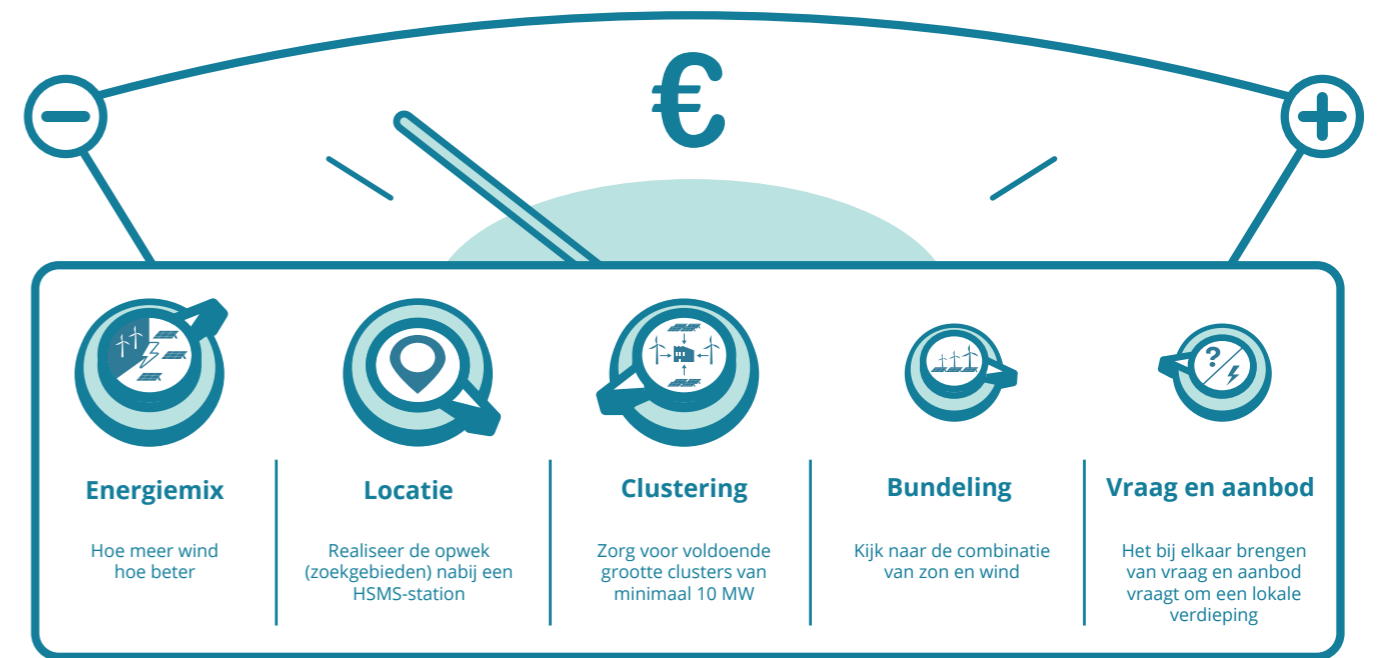 €
Energiemix
Hoe meer wind
hoe beter
Locatie
Realiseer de opwek
(zoekgebieden) nabij een
HSMS-station
Clustering
Zorg voor voldoende
grootte clusters van
minimaal 10 MW
Bundeling
Kijk naar de combinatie
van zon en wind
?
Vraag en aanbod
Het bij elkaar brengen
van vraag en aanbod
vraagt om een lokale
verdieping